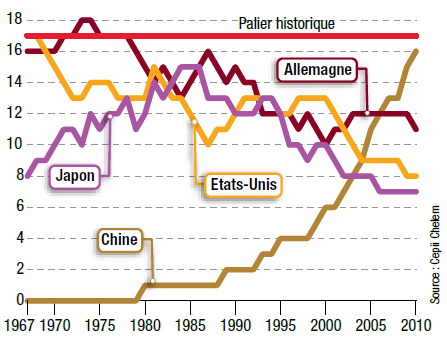 18
Palier historique
16
14
12
10
8
6
4
2
0
Allemagne
Japon
Etats-Unis
Chine
1967 1970 1975 1980 1985 1990 1995 2000 2005 2010
Source : Cepii Chelem